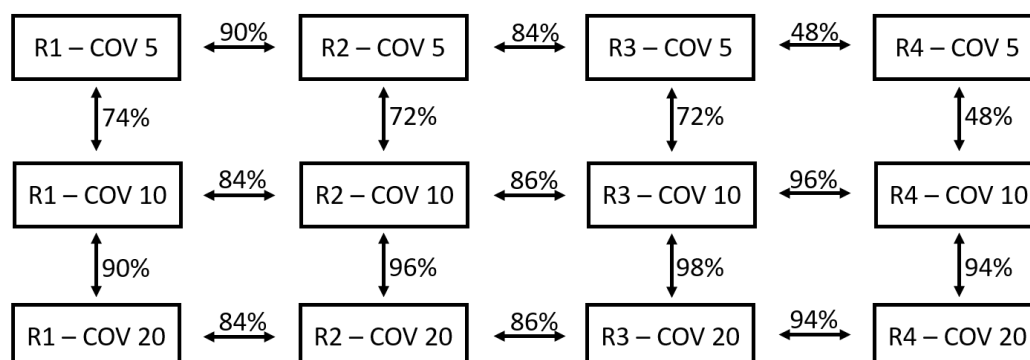 R1 – COV 5 90% R2 – COV 5 84% R3 – COV 5 48% R4 – COV 5
74% 72% 72% 48%
R1 – COV 10 84% R2 – COV 10 86% R3 – COV 10 96% R4 – COV 10
90% 96% 98% 94%
R1 – COV 20 84% R2 – COV 20 86% R3 – COV 20 94% R4 – COV 20